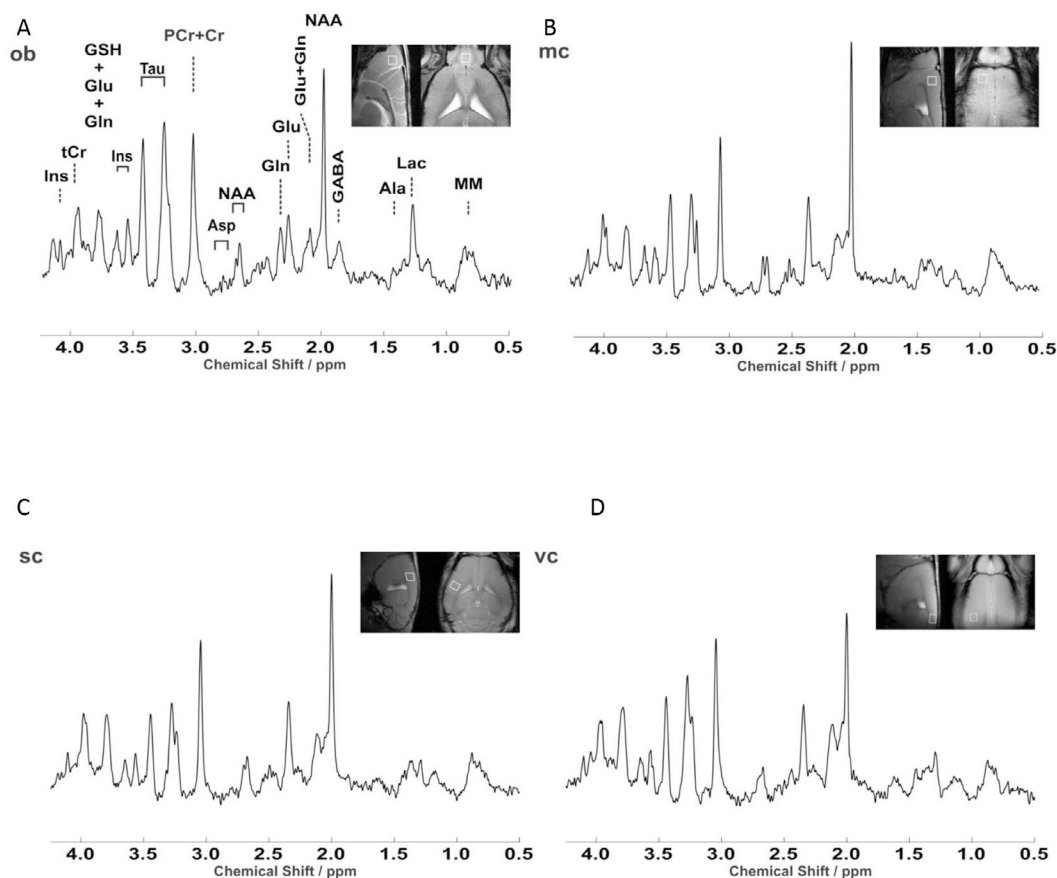 A
ob
GSH
+
Glu
+
Gln
PCr+Cr
Tau
NAA
Glu+Gln
Glu
Ins
tCr
Ins
Gln
NAA
Asp
GABA
Lac
Ala
MM
4.0 3.5 3.0 2.5 2.0 1.5 1.0 0.5
Chemical Shift / ppm
B
mc
4.0 3.5 3.0 2.5 2.0 1.5 1.0 0.5
Chemical Shift / ppm
C
sc
4.0 3.5 3.0 2.5 2.0 1.5 1.0 0.5
Chemical Shift / ppm
D
vc
4.0 3.5 3.0 2.5 2.0 1.5 1.0 0.5
Chemical Shift / ppm